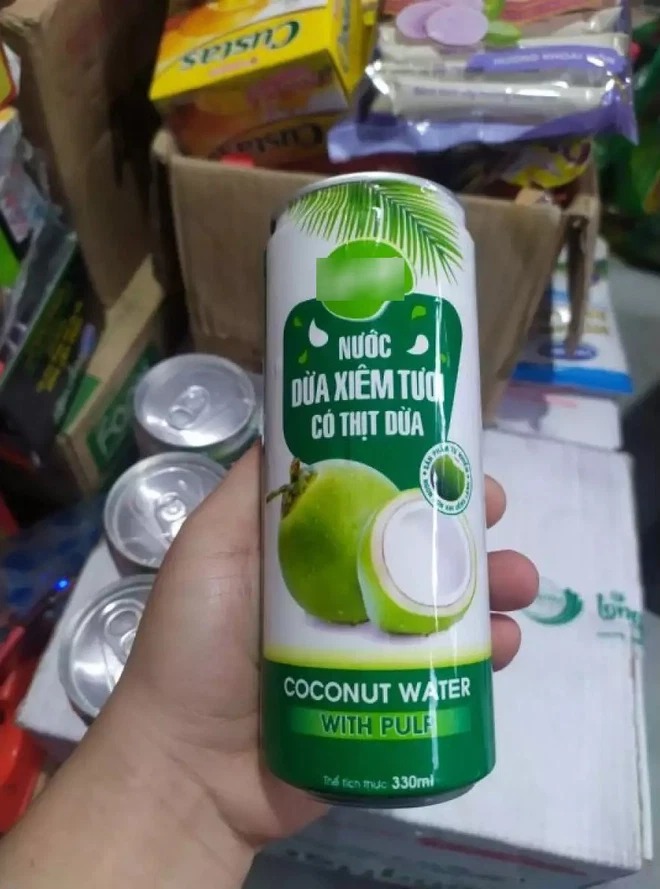 Custas
Custas
NƯỚC
DỪA XIÊM TƯƠI
CÓ THỊT DỪA
COCONUT WATER
WITH PULP
Thể tích thực: 330ml